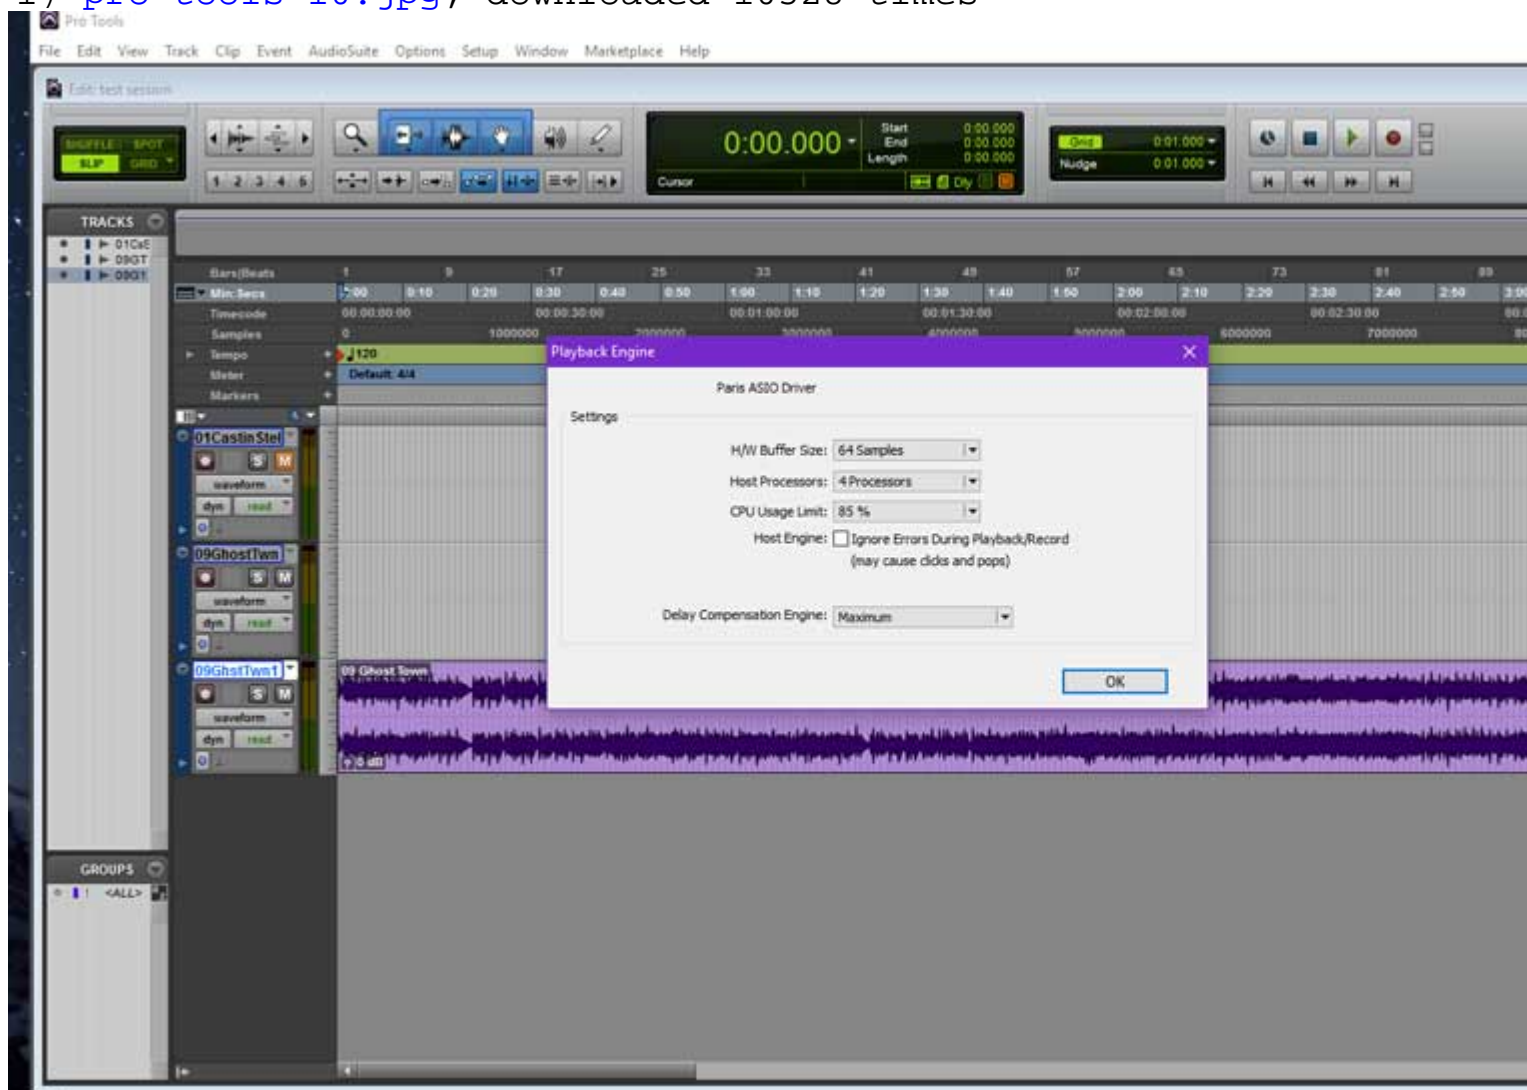 pro tools 10.jpg, downloaded 10526 times
Pro Tools
File Edit View Track Clip Event AudioSuite Options Setup Window Marketplace Help
Edit: test session
SHUFFLE SPOT
SLIP GRID
1 2 3 4 5
0:00.000
Start 0:00.000
End 0:00.000
Length 0:00.000
Cursor
Dly
Grid 0:01.000
Nudge 0:01.000
TRACKS
01CaS
09GT
09GT
Bars|Beats 1 9 17 25 33 41 49 57 65 73 81 89
Min:Secs 0:00 0:10 0:20 0:30 0:40 0:50 1:00 1:10 1:20 1:30 1:40 1:50 2:00 2:10 2:20 2:30 2:40 2:50 3:00
Timecode 00:00:00:00 00:00:30:00 00:01:00:00 00:01:30:00 00:02:00:00 00:02:30:00
Samples 0 1000000 2000000 3000000 4000000 5000000 6000000 7000000
Tempo 120
Meter Default: 4/4
Markers
Playback Engine
Paris ASIO Driver
Settings
H/W Buffer Size: 64 Samples
Host Processors: 4 Processors
CPU Usage Limit: 85 %
Host Engine: Ignore Errors During Playback/Record
(may cause clicks and pops)
Delay Compensation Engine: Maximum
OK
01CastinStel
S M
waveform
dyn read
09GhostTwn
S M
waveform
dyn read
09GhstTwn1
S M
waveform
dyn read
09 Ghost Town
0 dB
GROUPS
! <ALL>